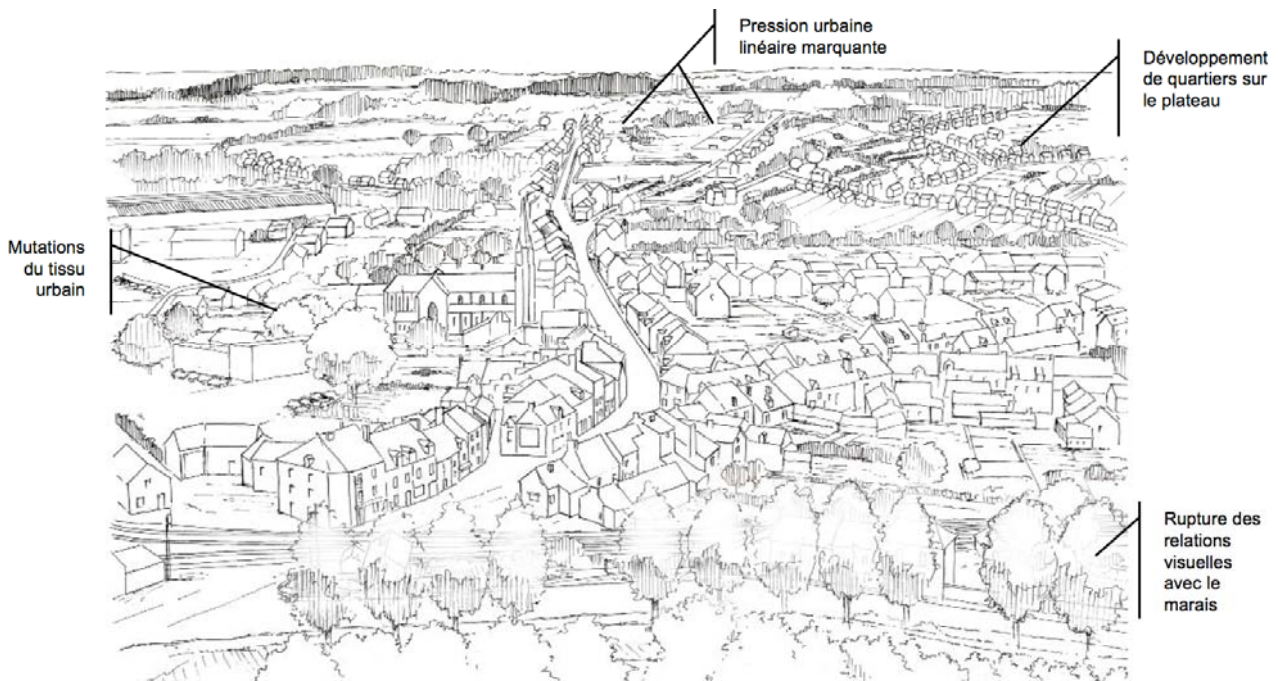 Pression urbaine
linéaire marquante
Développement
de quartiers sur
le plateau
Mutations
du tissu
urbain
Rupture des
relations
visuelles
avec le
marais